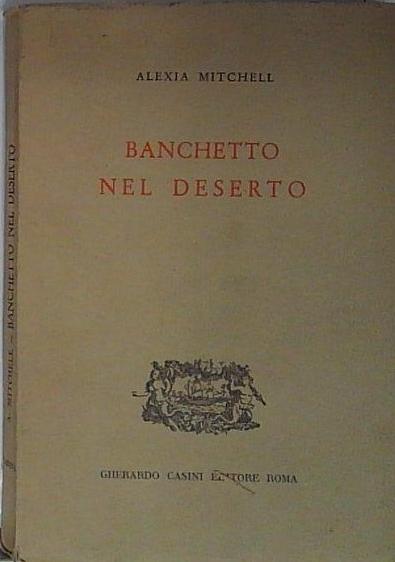 ALEXIA MITCHELL
BANCHETTO
NEL DESERTO
GHERARDO CASINI EDITORE ROMA
A. MITCHELL - BANCHETTO NEL DESERTO